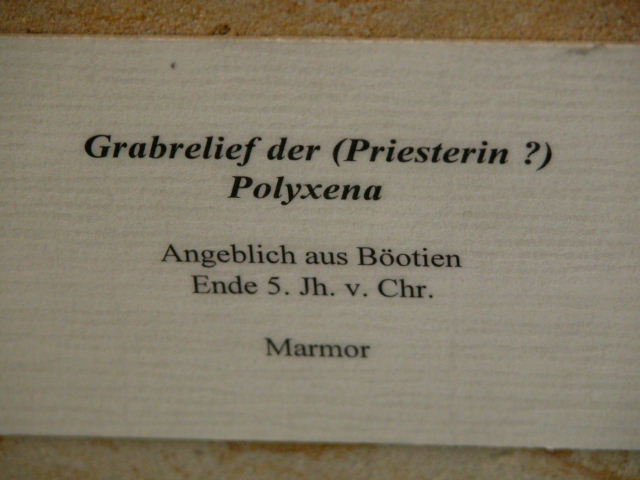 Grabrelief der (Priesterin ?)
Polyxena
Angeblich aus Böotien
Ende 5. Jh. v. Chr.
Marmor